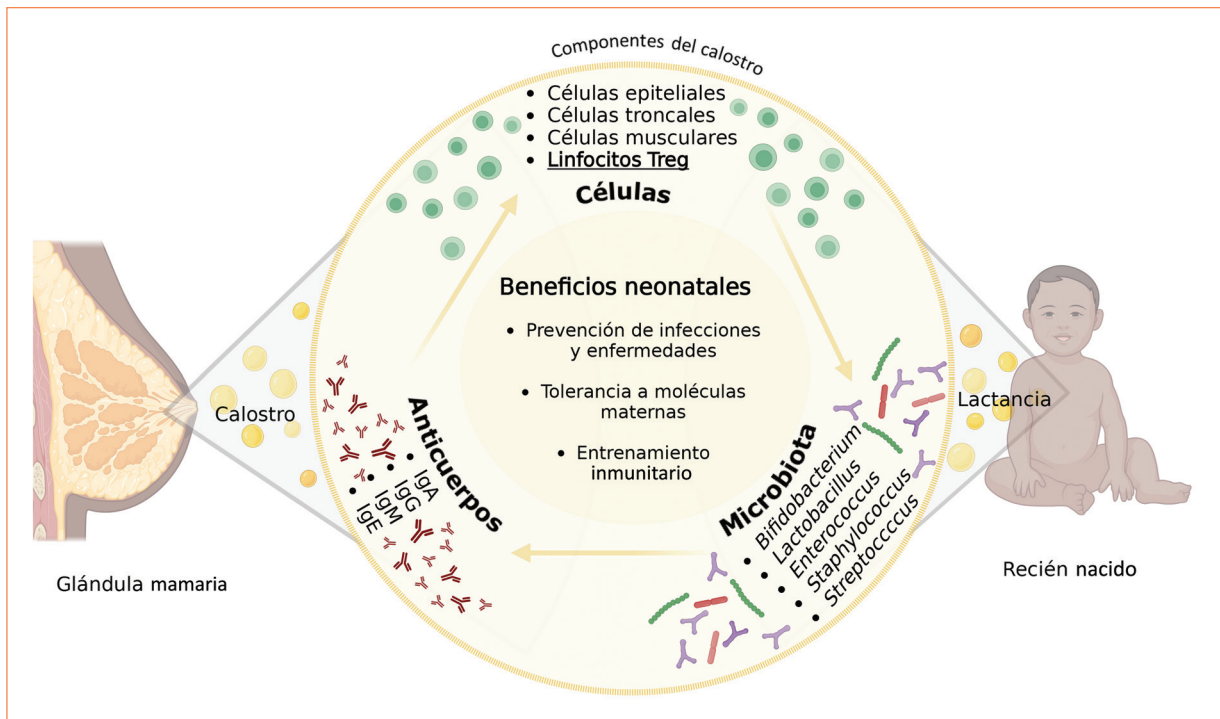 Componentes del calostro
• Células epiteliales
• Células troncales
• Células musculares
• Linfocitos Treg
Células
Beneficios neonatales
• Prevención de infecciones
y enfermedades
• Tolerancia a moléculas
maternas
• Entrenamiento
inmunitario
Calostro
Glándula mamaria
Anticuerpos
• IgA
• IgG
• IgM
• IgE
Microbiota
• Bifidobacterium
• Lactobacillus
• Enterococcus
• Staphylococcus
• Streptoccccus
Lactancia
Recién nacido